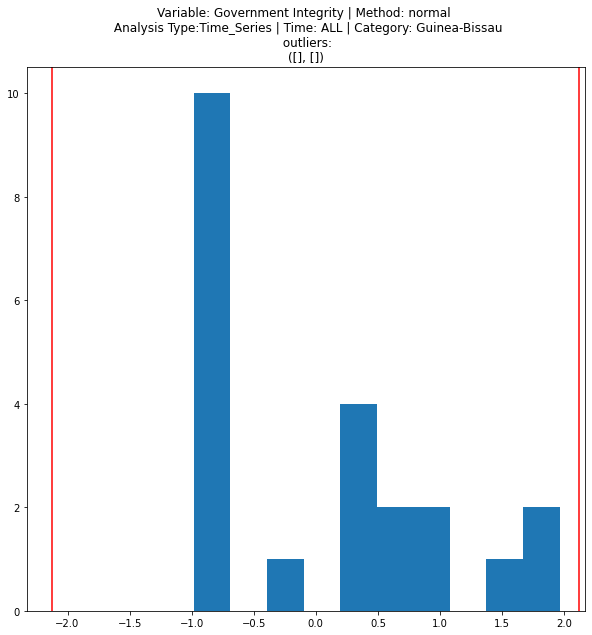 Variable: Government Integrity | Method: normal
Analysis Type:Time_Series | Time: ALL | Category: Guinea-Bissau
outliers:
([], [])
10
8
6
4
2
0
−2.0 −1.5 −1.0 −0.5 0.0 0.5 1.0 1.5 2.0